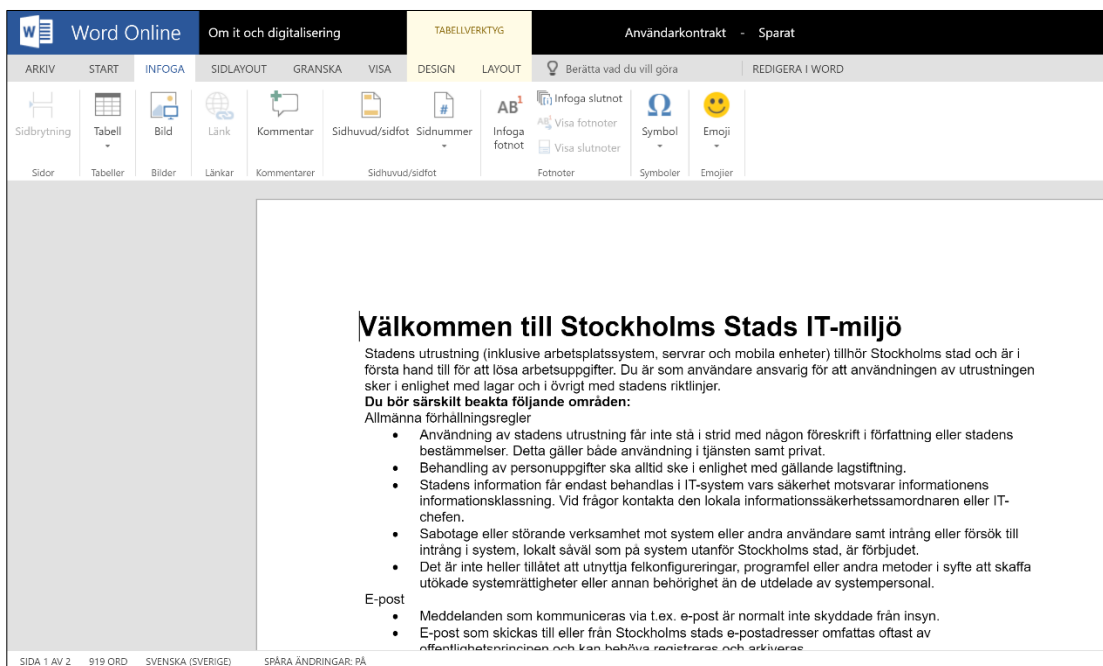 Word Online Om it och digitalisering TABELLVERKTYG Användarkontrakt - Sparat
ARKIV START INFOGA SIDLAYOUT GRANSKA VISA DESIGN LAYOUT Berätta vad du vill göra REDIGERA I WORD
Sidbrytning Tabell Bild Länk Kommentar Sidhuvud/sidfot # Sidnummer AB1 Infoga fotnot Infoga slutnot Ω Symbol Emoji
Visa fotnoter
Visa slutnoter
Sidor Tabeller Bilder Länkar Kommentarer Sidhuvud/sidfot Fotnoter Symboler Emojier
Välkommen till Stockholms Stads IT-miljö
Stadens utrustning (inklusive arbetsplatssystem, servrar och mobila enheter) tillhör Stockholms stad och är i
första hand till för att lösa arbetsuppgifter. Du är som användare ansvarig för att användningen av utrustningen
sker i enlighet med lagar och i övrigt med stadens riktlinjer.
Du bör särskilt beakta följande områden:
Allmänna förhållningsregler
• Användning av stadens utrustning får inte stå i strid med någon föreskrift i författning eller stadens
bestämmelser. Detta gäller både användning i tjänsten samt privat.
• Behandling av personuppgifter ska alltid ske i enlighet med gällande lagstiftning.
• Stadens information får endast behandlas i IT-system vars säkerhet motsvarar informationens
informationsklassning. Vid frågor kontakta den lokala informationssäkerhetssamordnaren eller IT-
chefen.
• Sabotage eller störande verksamhet mot system eller andra användare samt intrång eller försök till
intrång i system, lokalt såväl som på system utanför Stockholms stad, är förbjudet.
• Det är inte heller tillåtet att utnyttja felkonfigureringar, programfel eller andra metoder i syfte att skaffa
utökade systemrättigheter eller annan behörighet än de utdelade av systempersonal.
E-post
• Meddelanden som kommuniceras via t.ex. e-post är normalt inte skyddade från insyn.
• E-post som skickas till eller från Stockholms stads e-postadresser omfattas oftast av
offentlighetsprincipen och kan behöva registreras och arkiveras.
SIDA 1 AV 2 919 ORD SVENSKA (SVERIGE) SPÅRA ÄNDRINGAR: PÅ